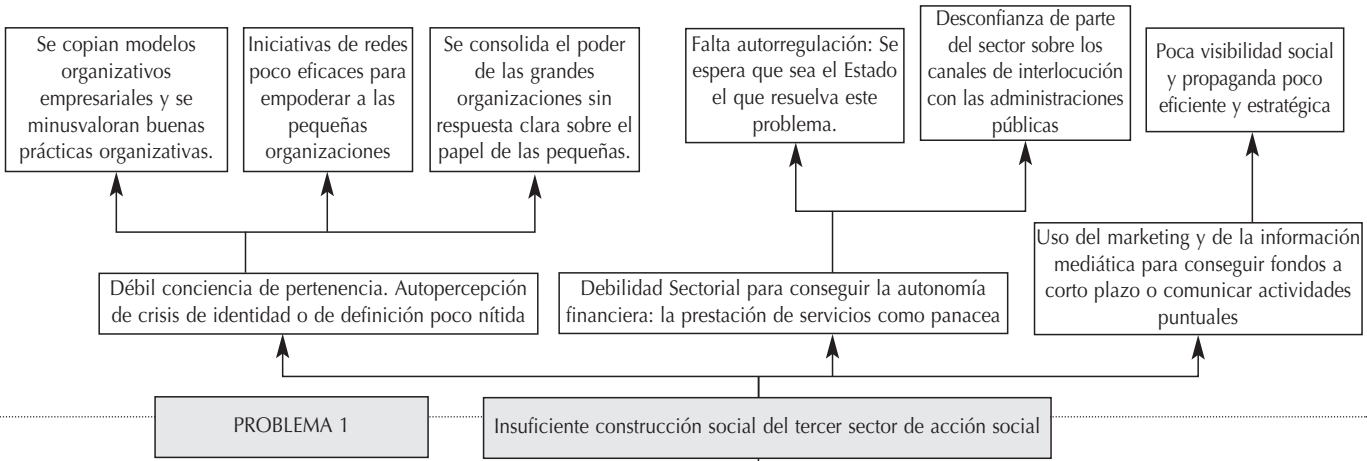 Se copian modelos
organizativos
empresariales y se
minusvaloran buenas
prácticas organizativas.
Iniciativas de redes
poco eficaces para
empoderar a las
pequeñas
organizaciones
Se consolida el poder
de las grandes
organizaciones sin
respuesta clara sobre el
papel de las pequeñas.
Falta autorregulación: Se
espera que sea el Estado
el que resuelva este
problema.
Desconfianza de parte
del sector sobre los
canales de interlocución
con las administraciones
públicas
Poca visibilidad social
y propaganda poco
eficiente y estratégica
Débil conciencia de pertenencia. Autopercepción
de crisis de identidad o de definición poco nítida
Debilidad Sectorial para conseguir la autonomía
financiera: la prestación de servicios como panacea
Uso del marketing y de la información
mediática para conseguir fondos a
corto plazo o comunicar actividades
puntuales
PROBLEMA 1
Insuficiente construcción social del tercer sector de acción social